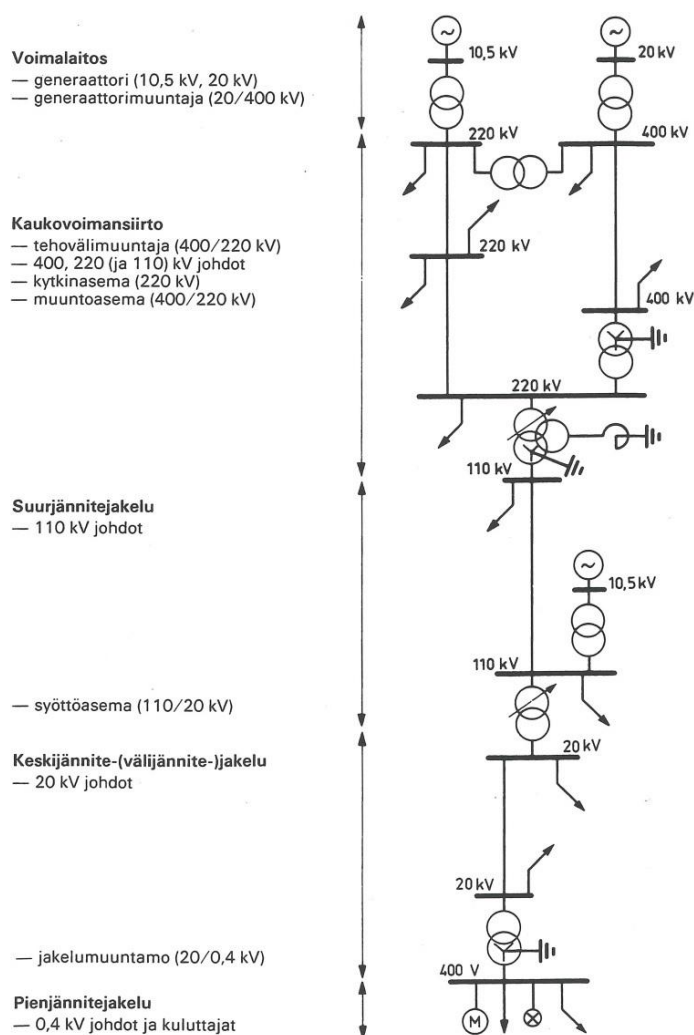 Voimalaitos
— generaattori (10,5 kV, 20 kV)
— generaattorimuuntaja (20/400 kV)
~
10,5 kV
~
20 kV
220 kV
400 kV
Kaukovoimansiirto
— tehovälimuuntaja (400/220 kV)
— 400, 220 (ja 110) kV johdot
— kytkinasema (220 kV)
— muuntoasema (400/220 kV)
220 kV
400 kV
220 kV
110 kV
Suurjännitejakelu
— 110 kV johdot
~
10,5 kV
110 kV
— syöttöasema (110/20 kV)
20 kV
Keskijännite-(välijännite-)jakelu
— 20 kV johdot
20 kV
— jakelumuuntamo (20/0,4 kV)
400 V
Pienjännitejakelu
— 0,4 kV johdot ja kuluttajat
M